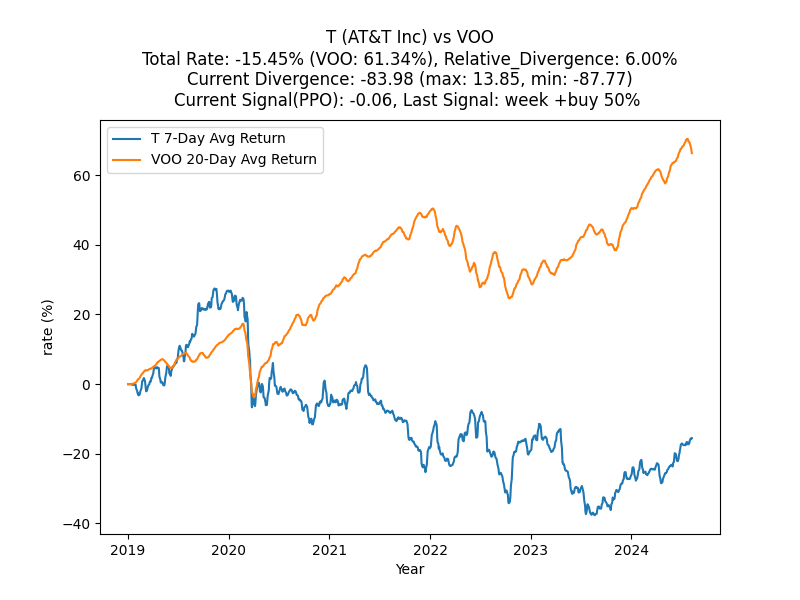 T (AT&T Inc) vs VOO
Total Rate: -15.45% (VOO: 61.34%), Relative_Divergence: 6.00%
Current Divergence: -83.98 (max: 13.85, min: -87.77)
Current Signal(PPO): -0.06, Last Signal: week +buy 50%
T 7-Day Avg Return
VOO 20-Day Avg Return
rate (%)
60
40
20
0
−20
−40
2019 2020 2021 2022 2023 2024
Year